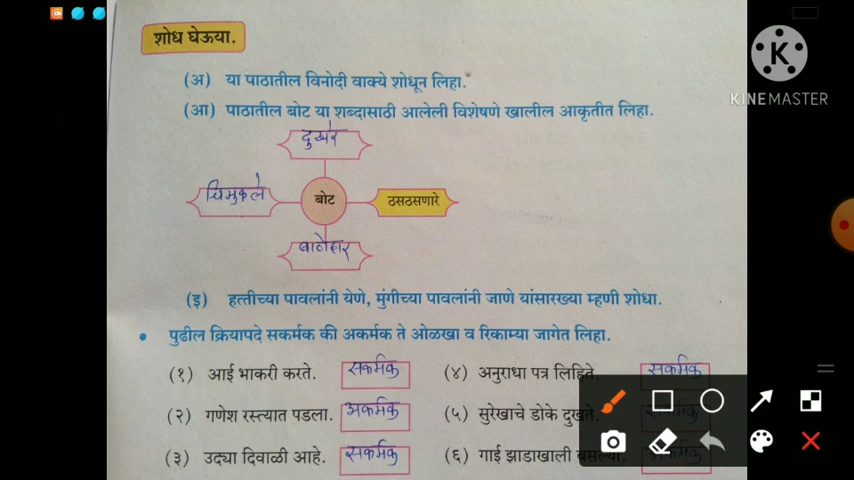 शोध घेऊया.
(अ) या पाठातील विनोदी वाक्ये शोधून लिहा.
(आ) पाठातील बोट या शब्दासाठी आलेली विशेषणे खालील आकृतीत लिहा.
चिमुकले
बोट
ठसठसणारे
(इ) हत्तीच्या पावलांनी येणे, मुंगीच्या पावलांनी जाणे यांसारख्या म्हणी शोधा.
• पुढील क्रियापदे सकर्मक की अकर्मक ते ओळखा व रिकाम्या जागेत लिहा.
(१) आई भाकरी करते. सकर्मक
(४) अनुराधा पत्र लिहिते. सकर्मक
(२) गणेश रस्त्यात पडला. अकर्मक
(५) सुरेखाचे डोके दुखते.
(३) उद्या दिवाळी आहे. सकर्मक
(६) गाई झाडाखाली बसल्या.
KINEMASTER